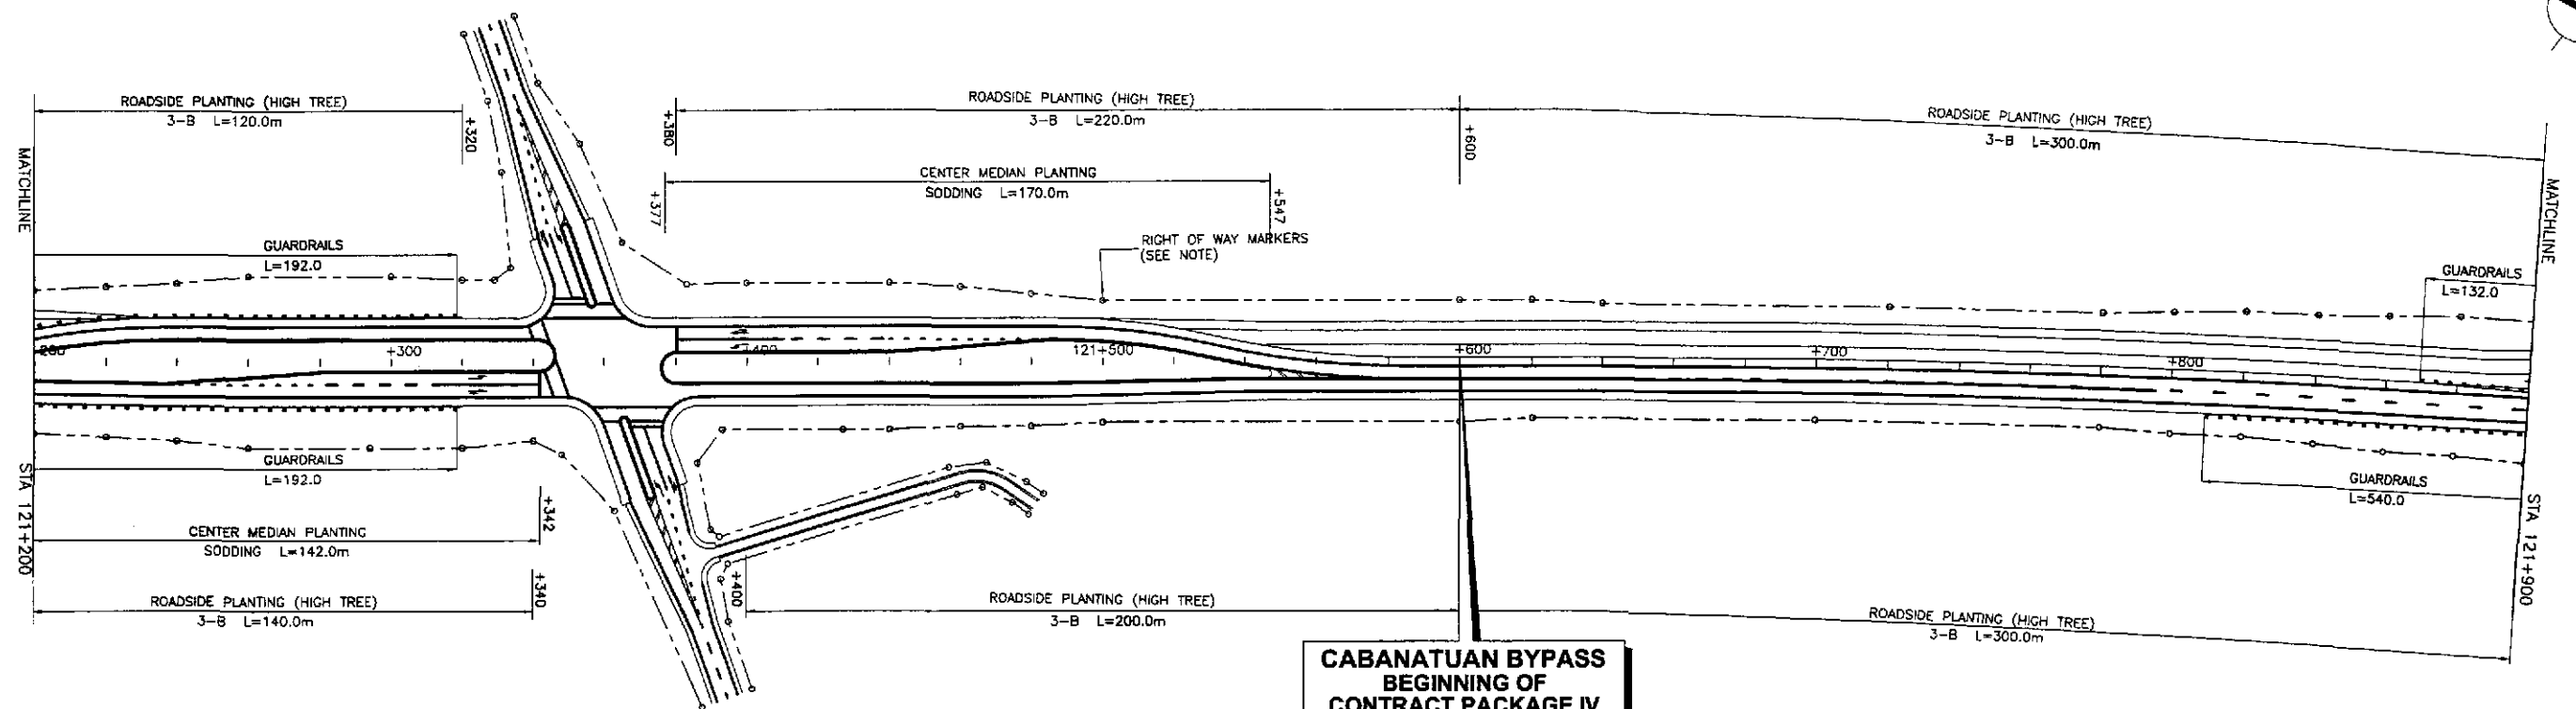 ROADSIDE PLANTING (HIGH TREE)
3-B L=120.0m
+320
+380
ROADSIDE PLANTING (HIGH TREE)
3-B L=220.0m
+600
ROADSIDE PLANTING (HIGH TREE)
3-B L=300.0m
MATCHLINE
CENTER MEDIAN PLANTING
SODDING L=170.0m
+377
+547
MATCHLINE
GUARDRAILS
L=192.0
RIGHT OF WAY MARKERS
(SEE NOTE)
GUARDRAILS
L=132.0
+300
121+500
+600
+700
+800
GUARDRAILS
L=192.0
GUARDRAILS
L=540.0
STA 121+200
+342
STA 121+900
CENTER MEDIAN PLANTING
SODDING L=142.0m
+340
+400
ROADSIDE PLANTING (HIGH TREE)
3-B L=140.0m
ROADSIDE PLANTING (HIGH TREE)
3-B L=200.0m
ROADSIDE PLANTING (HIGH TREE)
3-B L=300.0m
CABANATUAN BYPASS
BEGINNING OF
CONTRACT PACKAGE IV